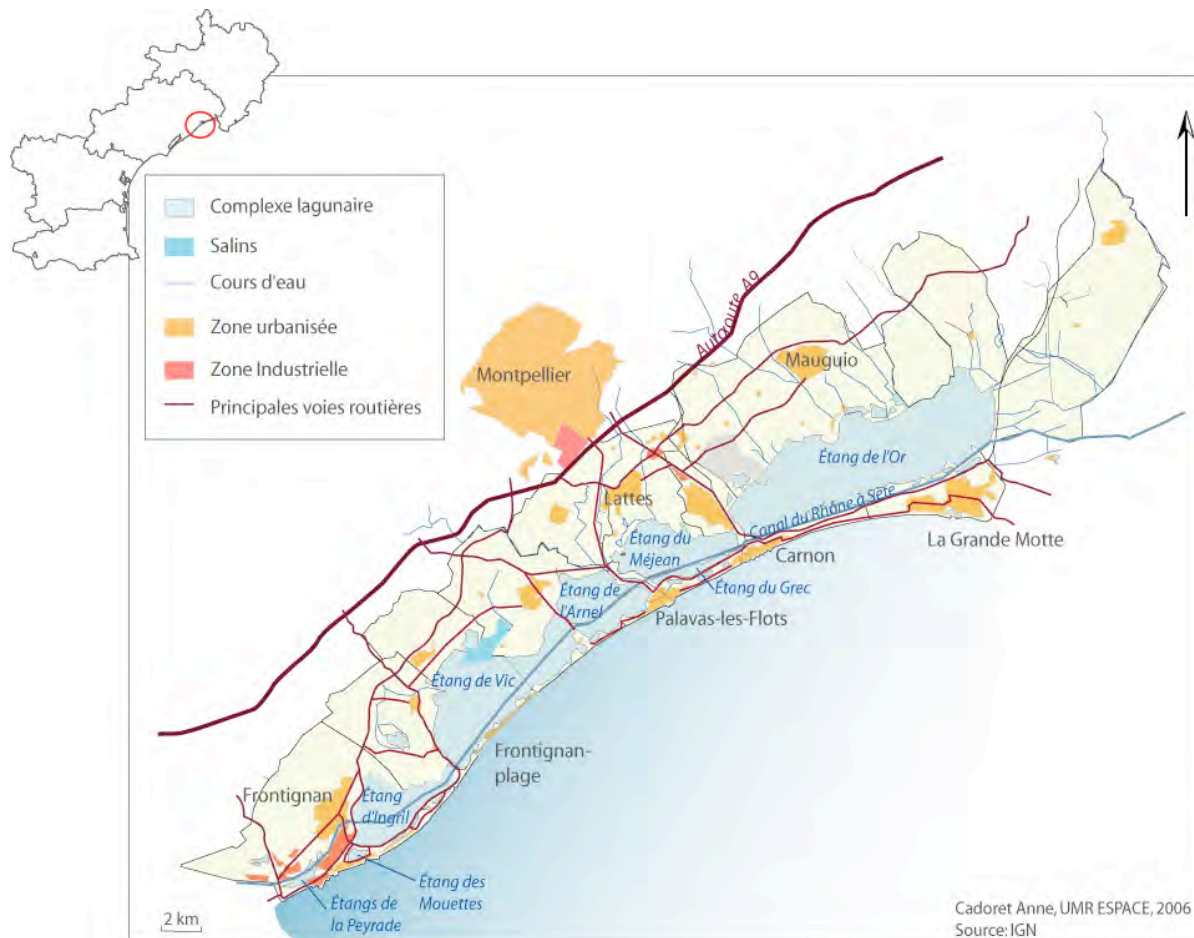 Complexe lagunaire
Salins
Cours d'eau
Zone urbanisée
Zone Industrielle
Principales voies routières
Autoroute A9
Montpellier
Mauguio
Étang de l'Or
Lattes
Canal du Rhône à Sète
Étang du
Méjean
La Grande Motte
Carnon
Étang du Grec
Étang de
l'Arnel
Palavas-les-Flots
Étang de Vic
Frontignan-
plage
Frontignan
Étang
d'Ingril
Étang des
Mouettes
Étangs de
la Peyrade
2 km
Cadoret Anne, UMR ESPACE, 2006
Source: IGN